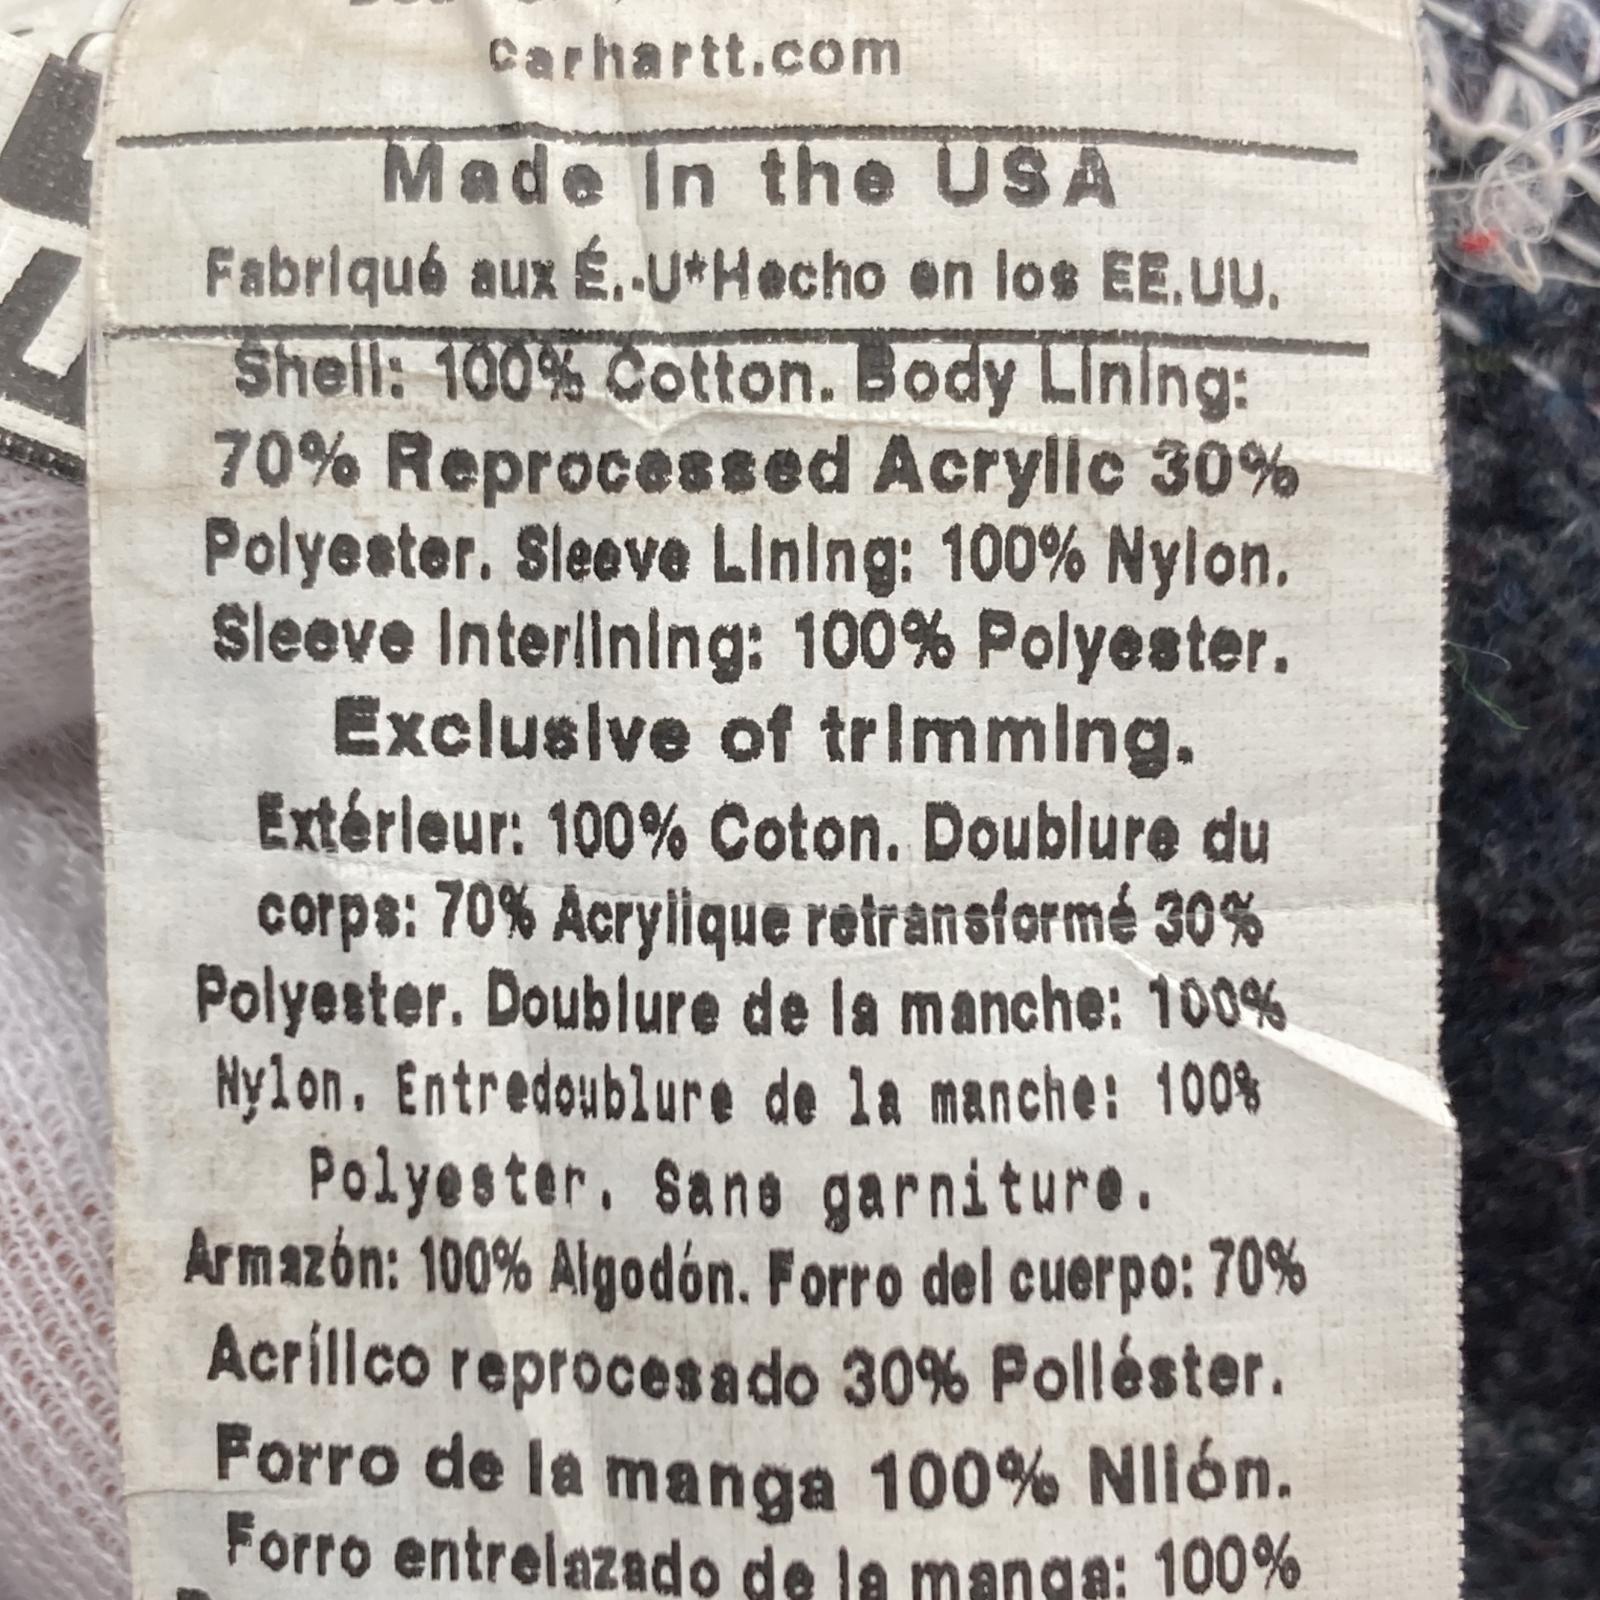 carhartt.com
Made in the USA
Fabriqué aux É.-U*Hecho en los EE.UU.
Shell: 100% Cotton. Body Lining:
70% Reprocessed Acrylic 30%
Polyester. Sleeve Lining: 100% Nylon.
Sleeve Interlining: 100% Polyester.
Exclusive of trimming.
Extérieur: 100% Coton. Doublure du
corps: 70% Acrylique retransformé 30%
Polyester. Doublure de la manche: 100%
Nylon. Entredoublure de la manche: 100%
Polyester. Sans garniture.
Armazón: 100% Algodón. Forro del cuerpo: 70%
Acrílico reprocesado 30% Poliéster.
Forro de la manga 100% Nilón.
Forro entrelazado de la manga: 100%